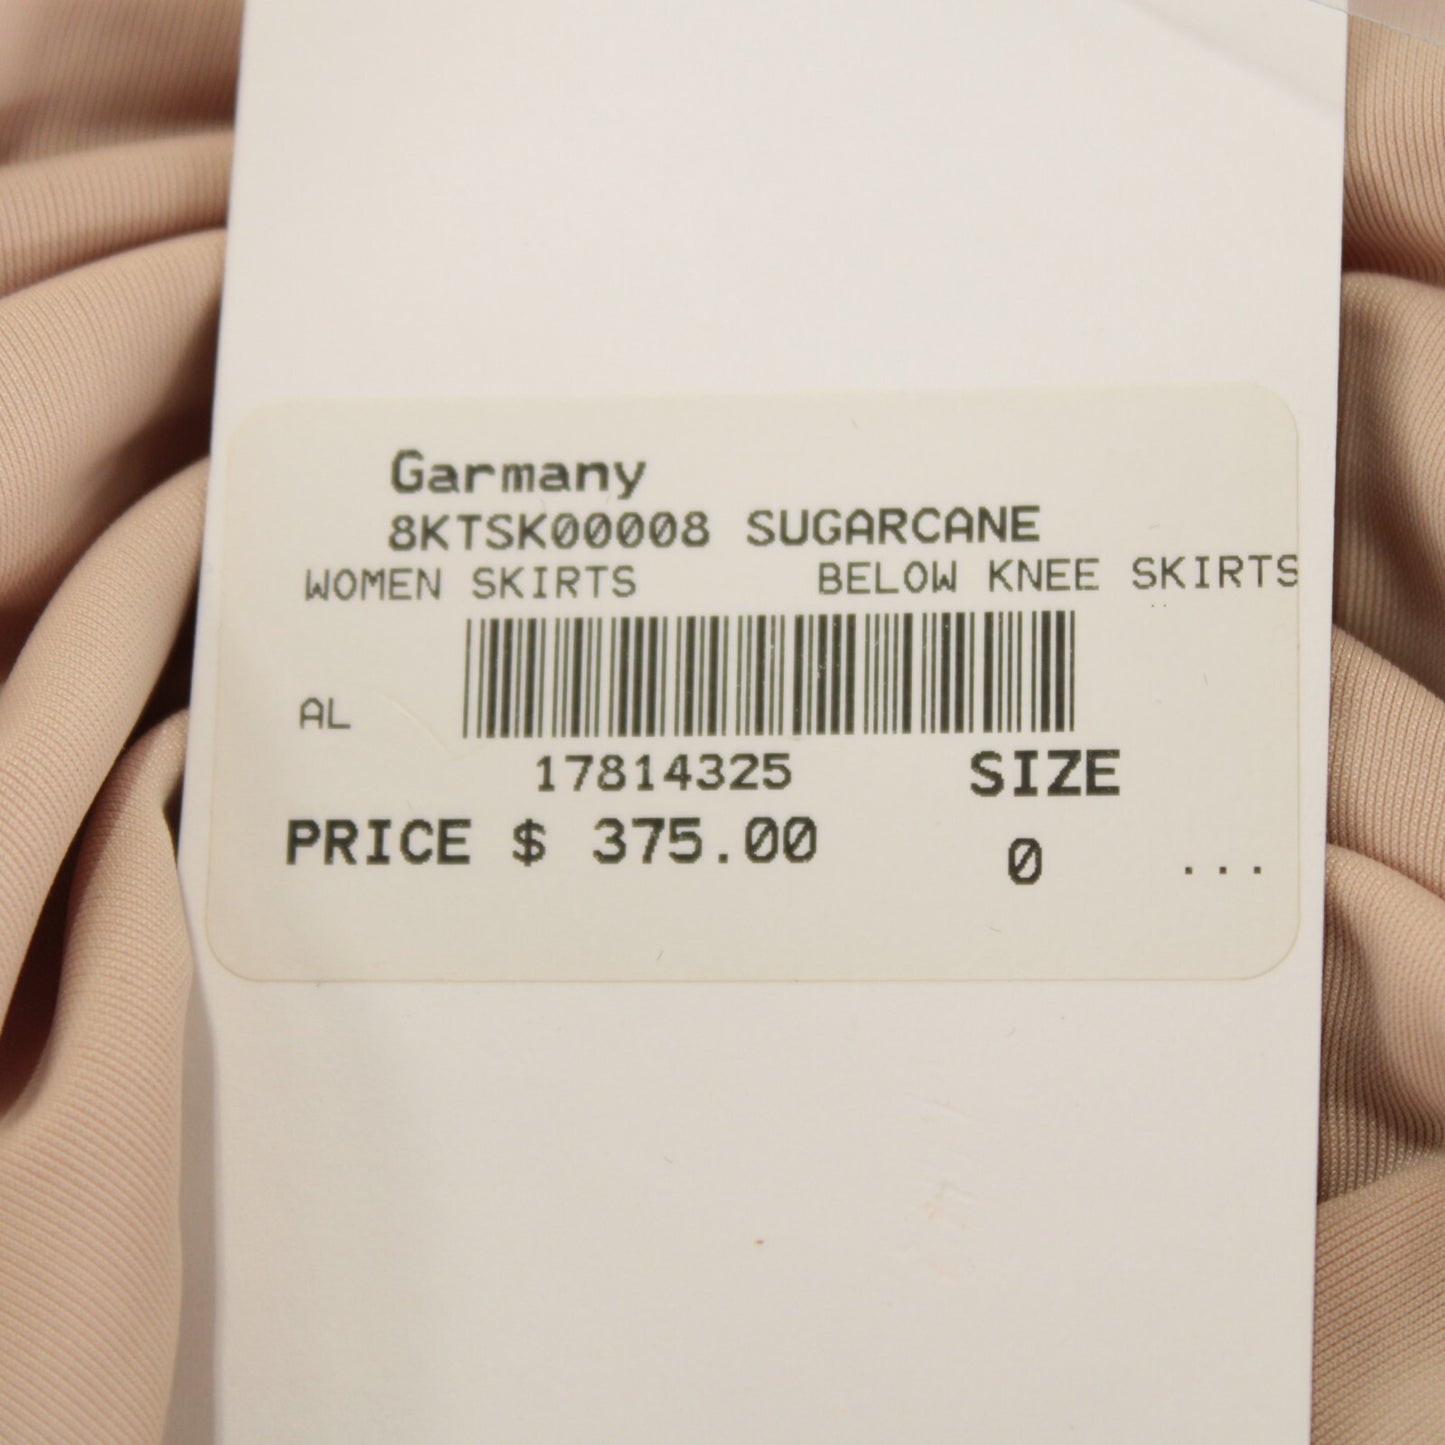 Garmany
8KTSK00008 SUGARCANE
WOMEN SKIRTS BELOW KNEE SKIRTS
AL
17814325 SIZE
PRICE $ 375.00 0 ...